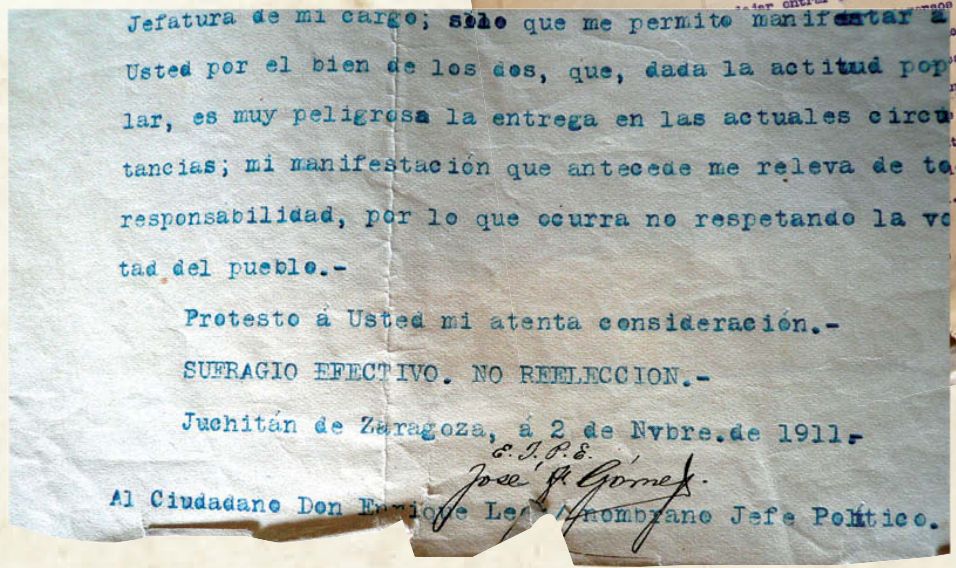 Jefatura de mi cargo; sólo que me permito manifestar á
Usted por el bien de los dos, que, dada la actitud pop
lar, es muy peligrosa la entrega en las actuales circu
tancias; mi manifestación que antecede me releva de to
responsabilidad, por lo que ocurra no respetando la vo
tad del pueblo.-
Protesto á Usted mi atenta consideración.-
SUFRAGIO EFECTIVO. NO REELECCION.-
Juchitán de Zaragoza, á 2 de Nvbre.de 1911.-
E. J. P. E.
José F. Gómez.
Al Ciudadano Don Enrique nombrano Jefe Político.